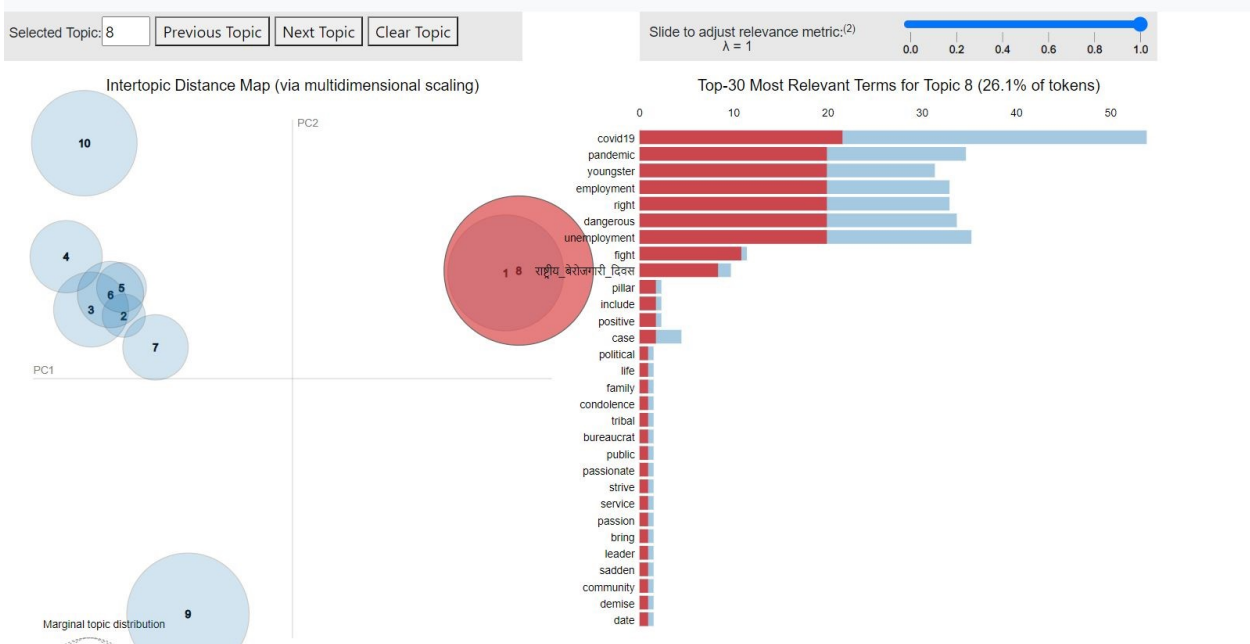 Selected Topic: 8 Previous Topic Next Topic Clear Topic
Slide to adjust relevance metric:(2)
λ = 1
0.0 0.2 0.4 0.6 0.8 1.0
Intertopic Distance Map (via multidimensional scaling)
PC2
PC1
10
4
5
6
3
2
7
1 8
9
Marginal topic distribution
Top-30 Most Relevant Terms for Topic 8 (26.1% of tokens)
0 10 20 30 40 50
covid19
pandemic
youngster
employment
right
dangerous
unemployment
fight
राष्ट्रीय_बेरोजगारी_दिवस
pillar
include
positive
case
political
life
family
condolence
tribal
bureaucrat
public
passionate
strive
service
passion
bring
leader
sadden
community
demise
date